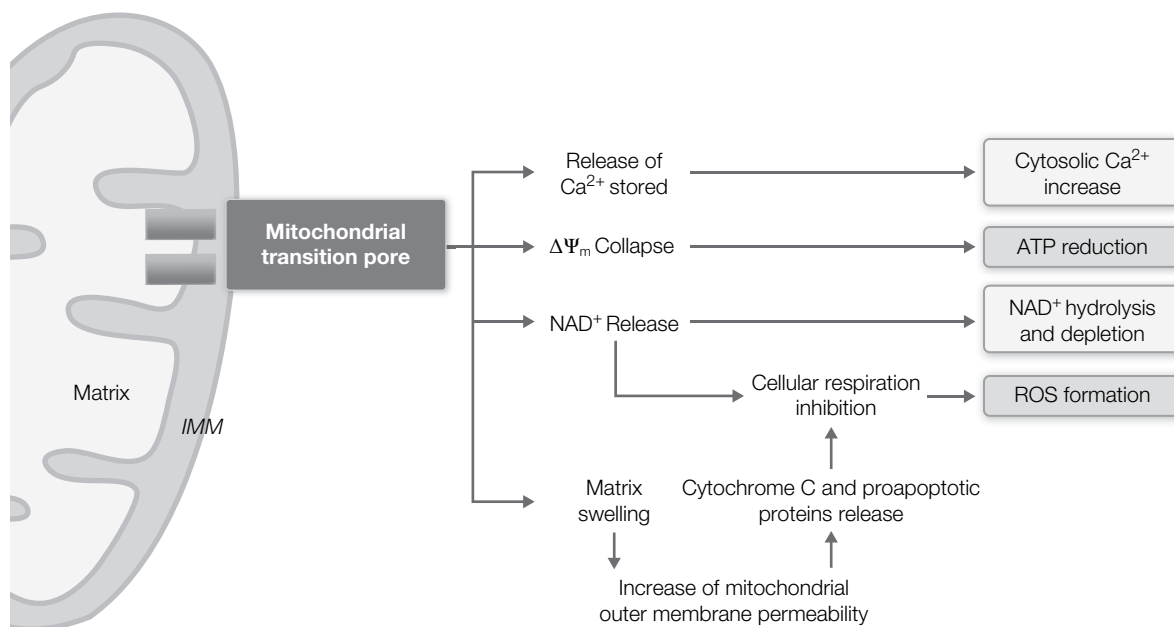 Release of
Ca²⁺ stored
Cytosolic Ca²⁺
increase
Mitochondrial
transition pore
ΔΨₘ Collapse
ATP reduction
NAD⁺ Release
NAD⁺ hydrolysis
and depletion
Matrix
IMM
Cellular respiration
inhibition
ROS formation
Matrix
swelling
Cytochrome C and proapoptotic
proteins release
Increase of mitochondrial
outer membrane permeability